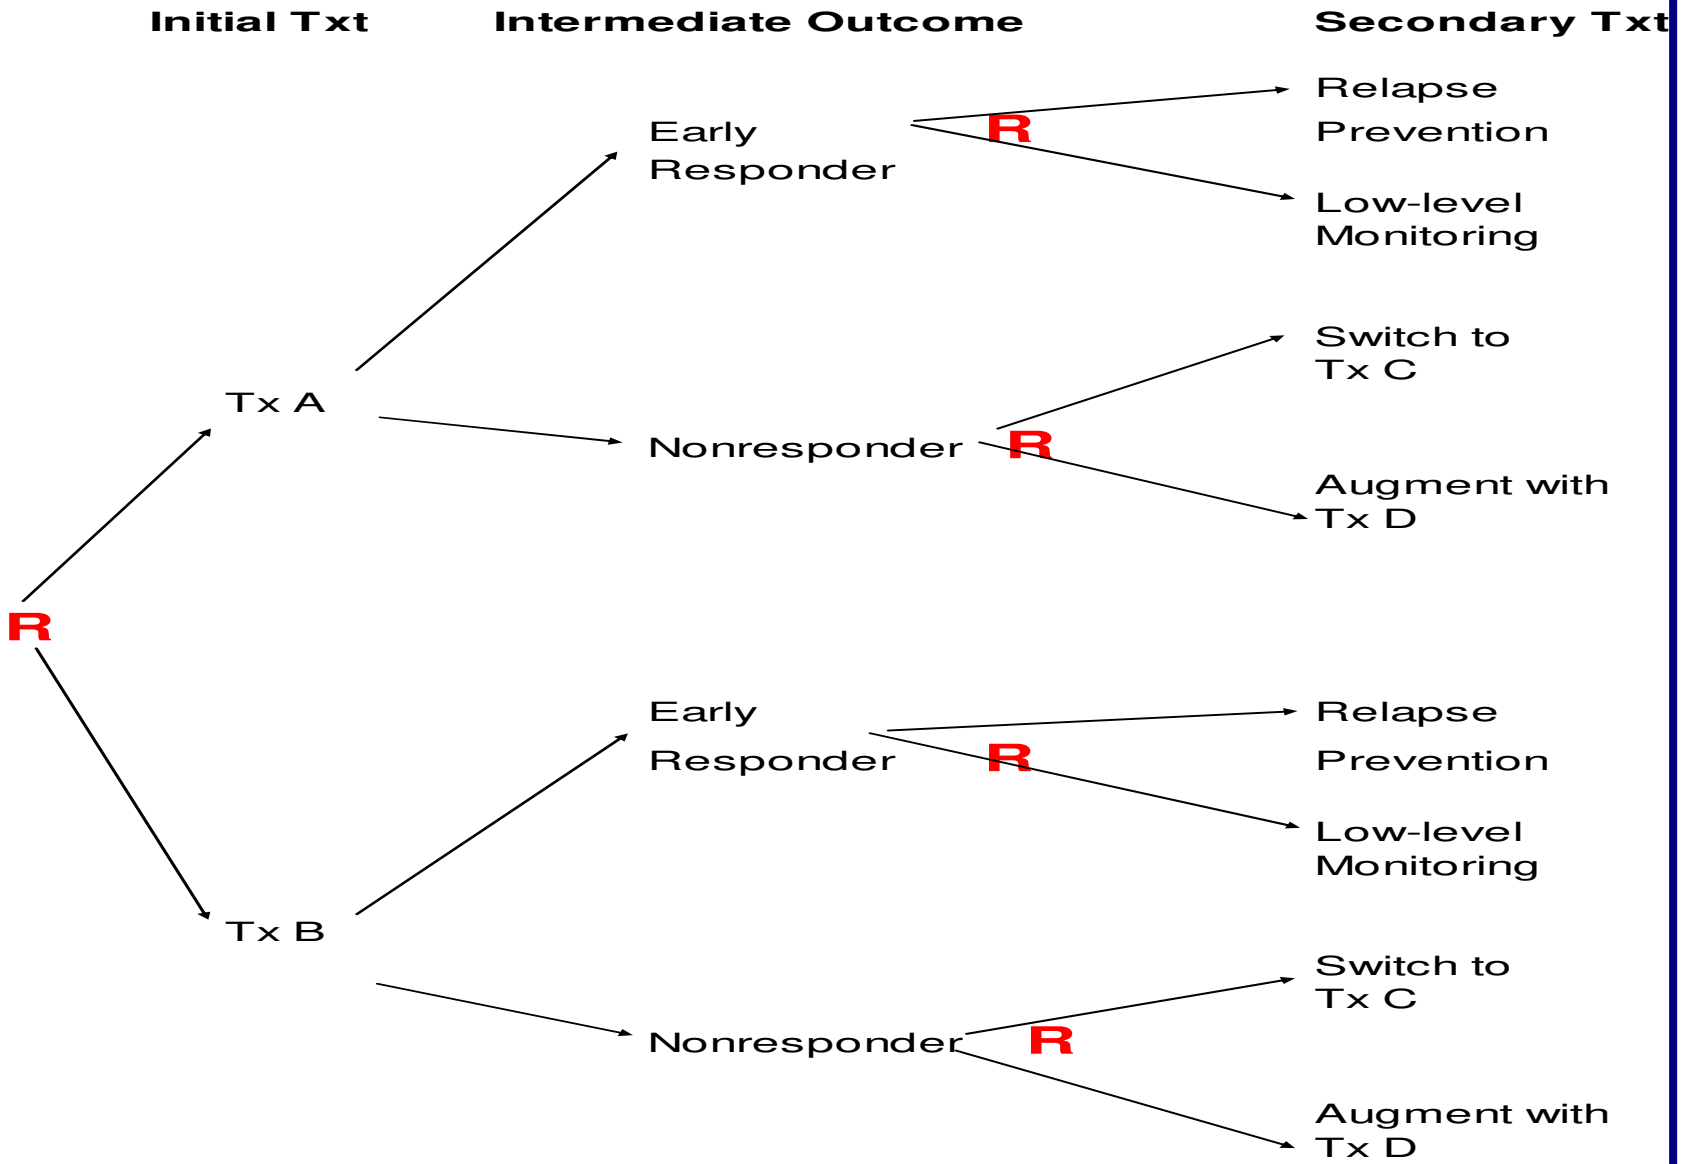 Initial Txt Intermediate Outcome Secondary Txt
Early
Responder
R
Relapse
Prevention
Low-level
Monitoring
Tx A
Nonresponder
R
Switch to
Tx C
Augment with
Tx D
R
Early
Responder
R
Relapse
Prevention
Low-level
Monitoring
Tx B
Nonresponder
R
Switch to
Tx C
Augment with
Tx D